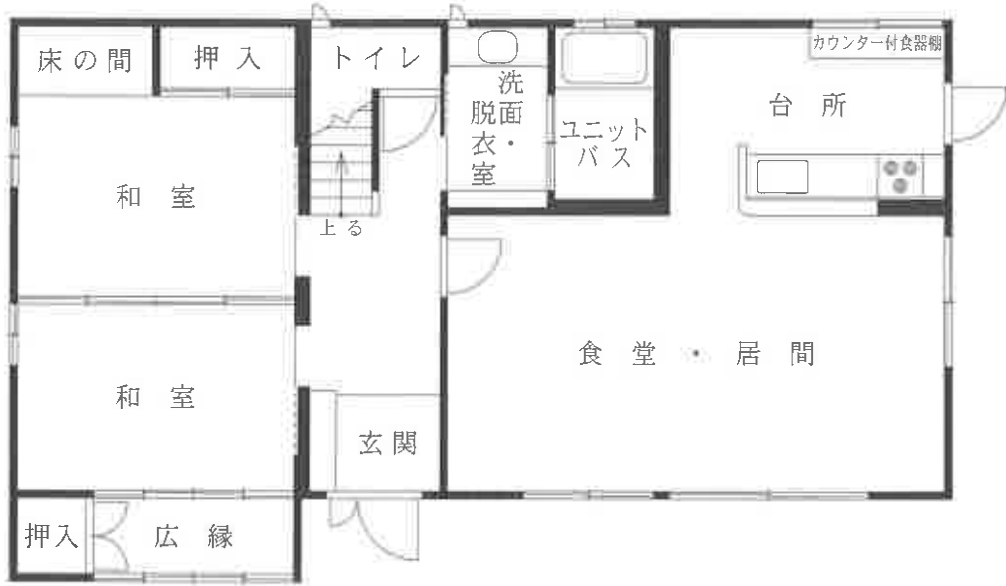 床の間
押入
トイレ
洗面・
脱衣室
ユニット
バス
カウンター付食器棚
台所
和室
上る
食堂・居間
和室
玄関
押入
広縁